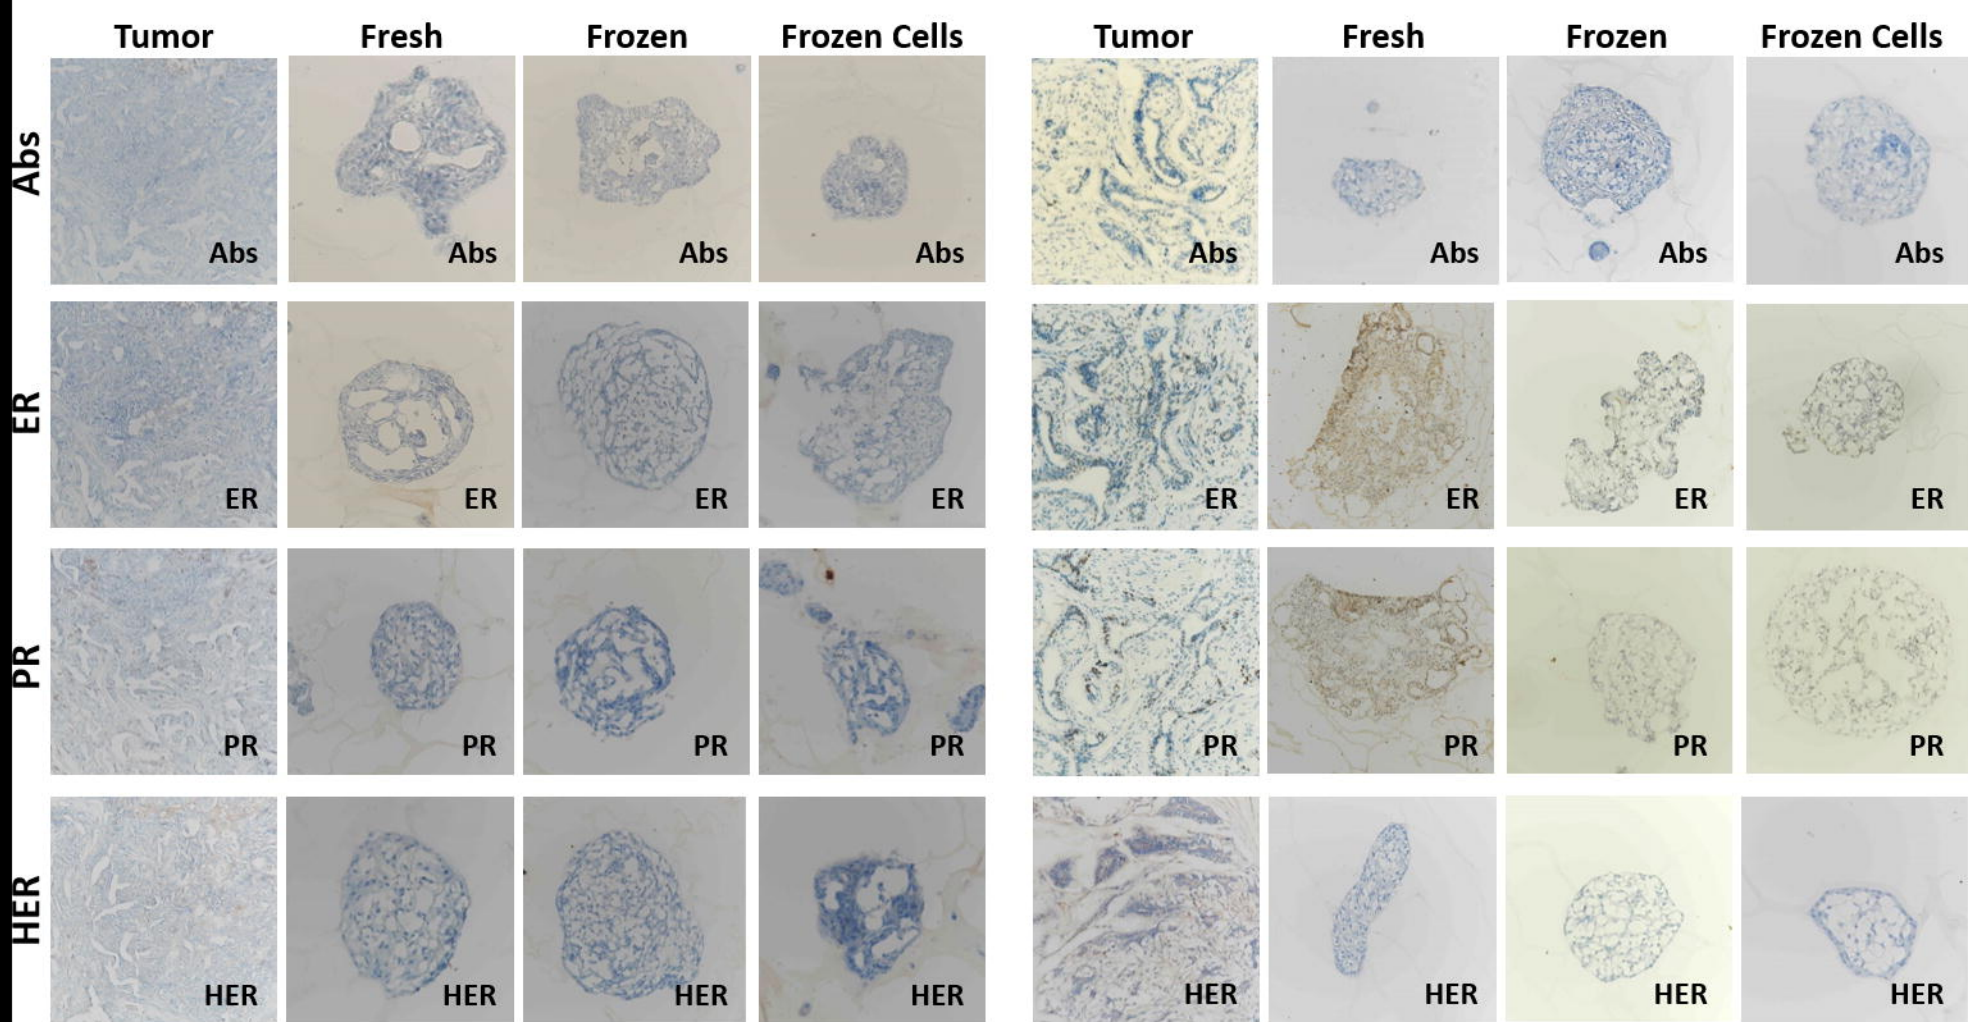 Tumor Fresh Frozen Frozen Cells Tumor Fresh Frozen Frozen Cells
Abs Abs Abs Abs Abs Abs Abs Abs Abs
ER ER ER ER ER ER ER ER ER
PR PR PR PR PR PR PR PR PR
HER HER HER HER HER HER HER HER HER